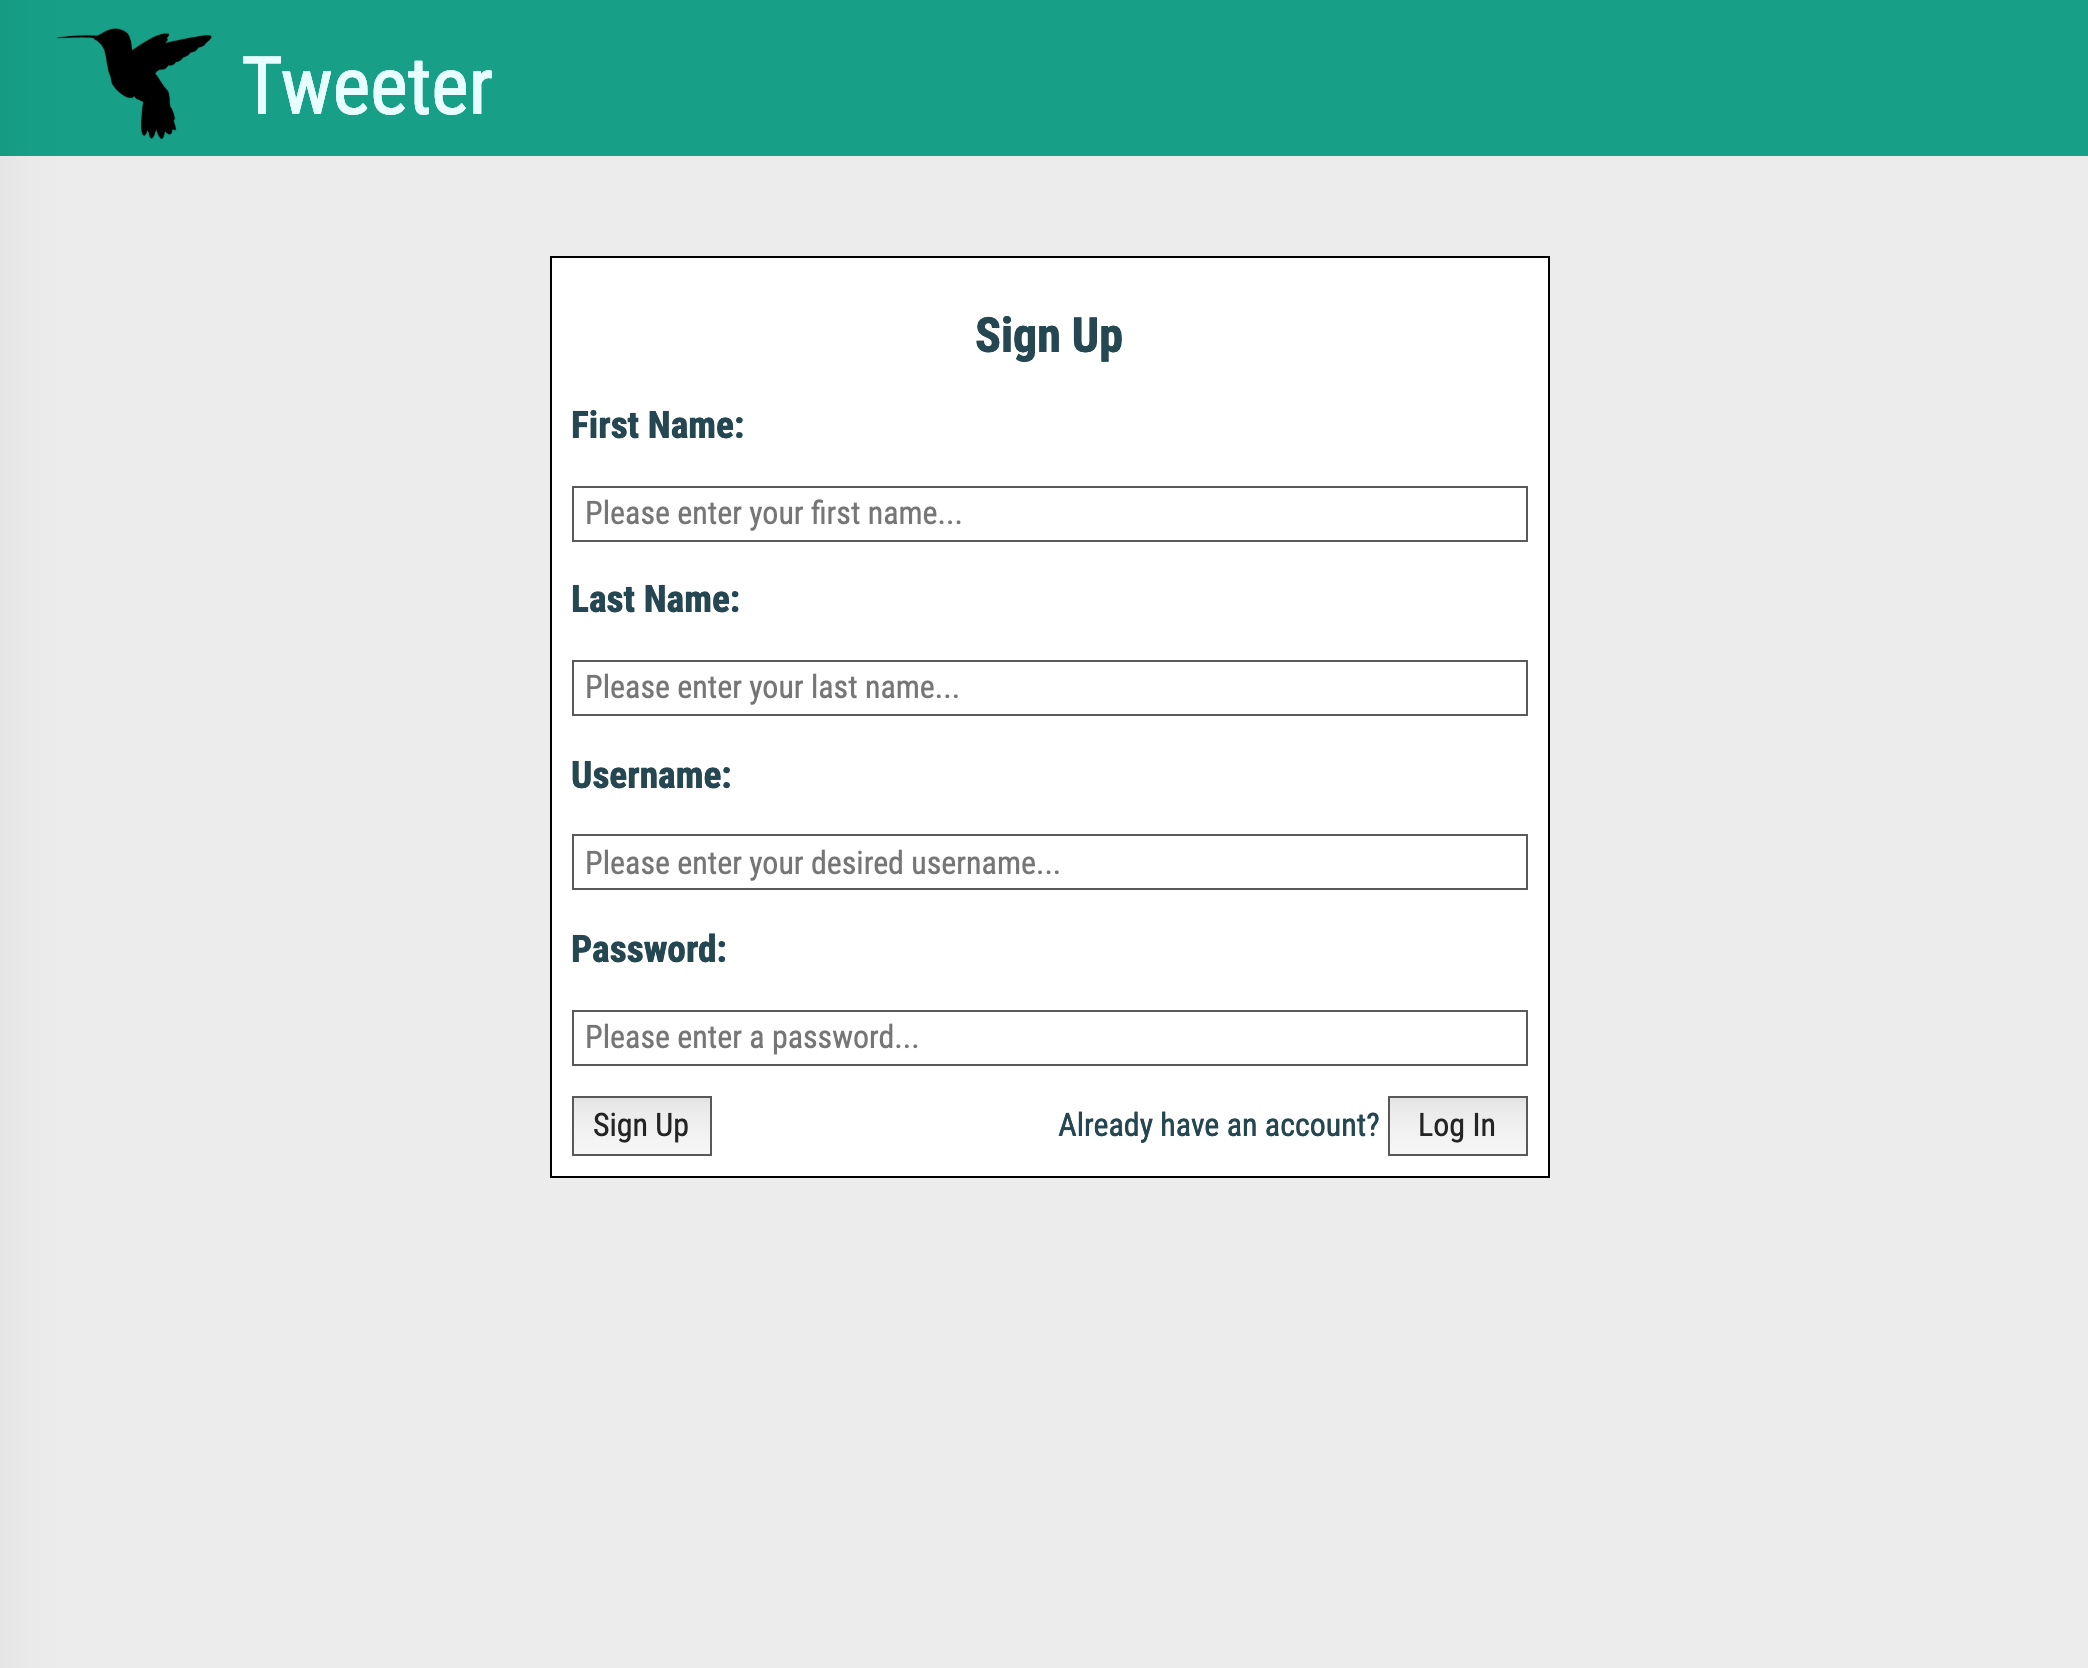 Tweeter
Sign Up
First Name:
Please enter your first name...
Last Name:
Please enter your last name...
Username:
Please enter your desired username...
Password:
Please enter a password...
Sign Up
Already have an account? Log In